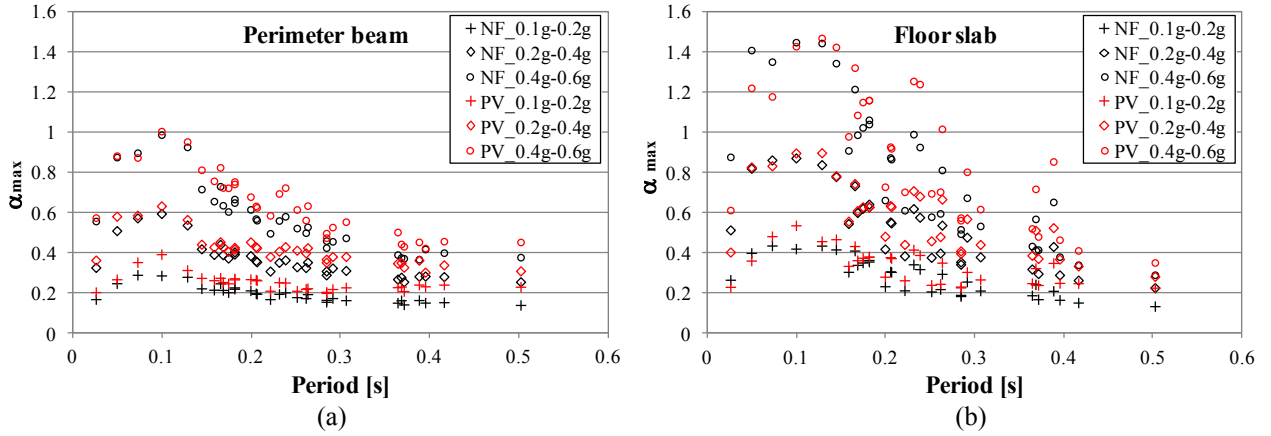 Perimeter beam
NF_0.1g-0.2g
NF_0.2g-0.4g
NF_0.4g-0.6g
PV_0.1g-0.2g
PV_0.2g-0.4g
PV_0.4g-0.6g
αmax
1.6
1.4
1.2
1
0.8
0.6
0.4
0.2
0
0 0.1 0.2 0.3 0.4 0.5 0.6
Period [s]
(a)
Floor slab
NF_0.1g-0.2g
NF_0.2g-0.4g
NF_0.4g-0.6g
PV_0.1g-0.2g
PV_0.2g-0.4g
PV_0.4g-0.6g
α max
1.6
1.4
1.2
1
0.8
0.6
0.4
0.2
0
0 0.1 0.2 0.3 0.4 0.5 0.6
Period [s]
(b)